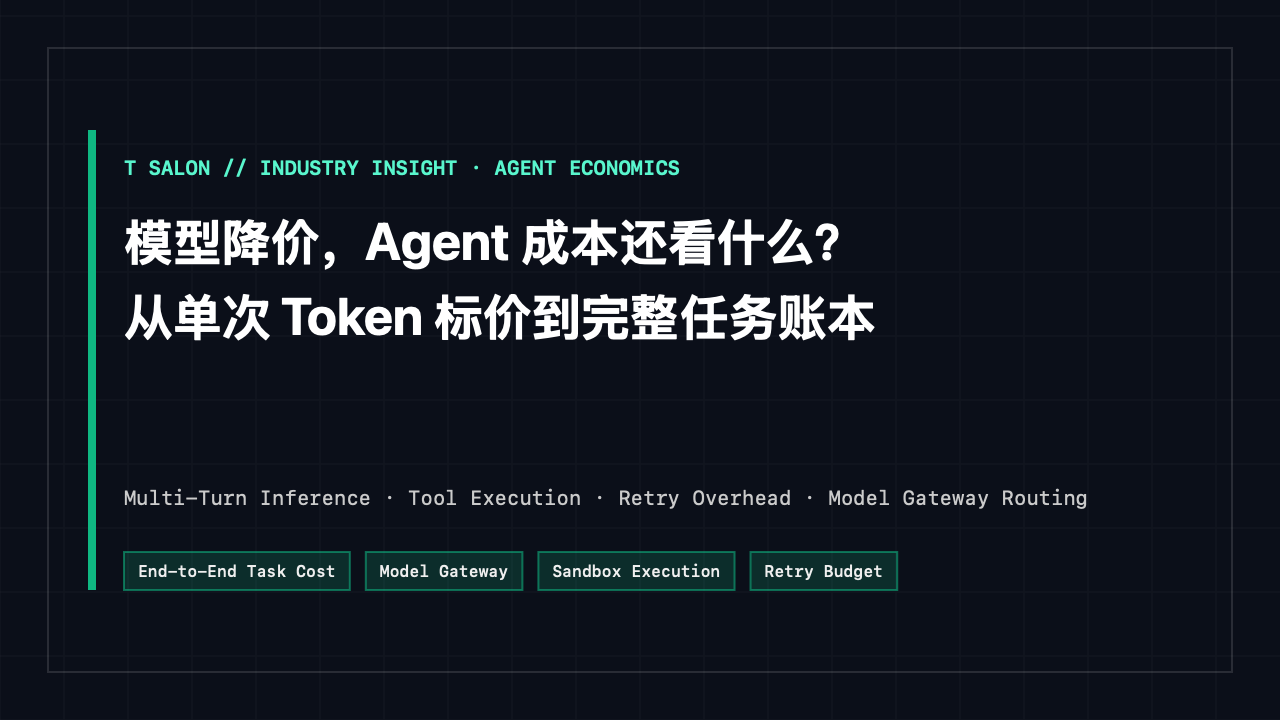 T SALON // INDUSTRY INSIGHT · AGENT ECONOMICS
模型降价，Agent 成本还看什么？
从单次 Token 标价到完整任务账本
Multi-Turn Inference · Tool Execution · Retry Overhead · Model Gateway Routing
End-to-End Task Cost
Model Gateway
Sandbox Execution
Retry Budget